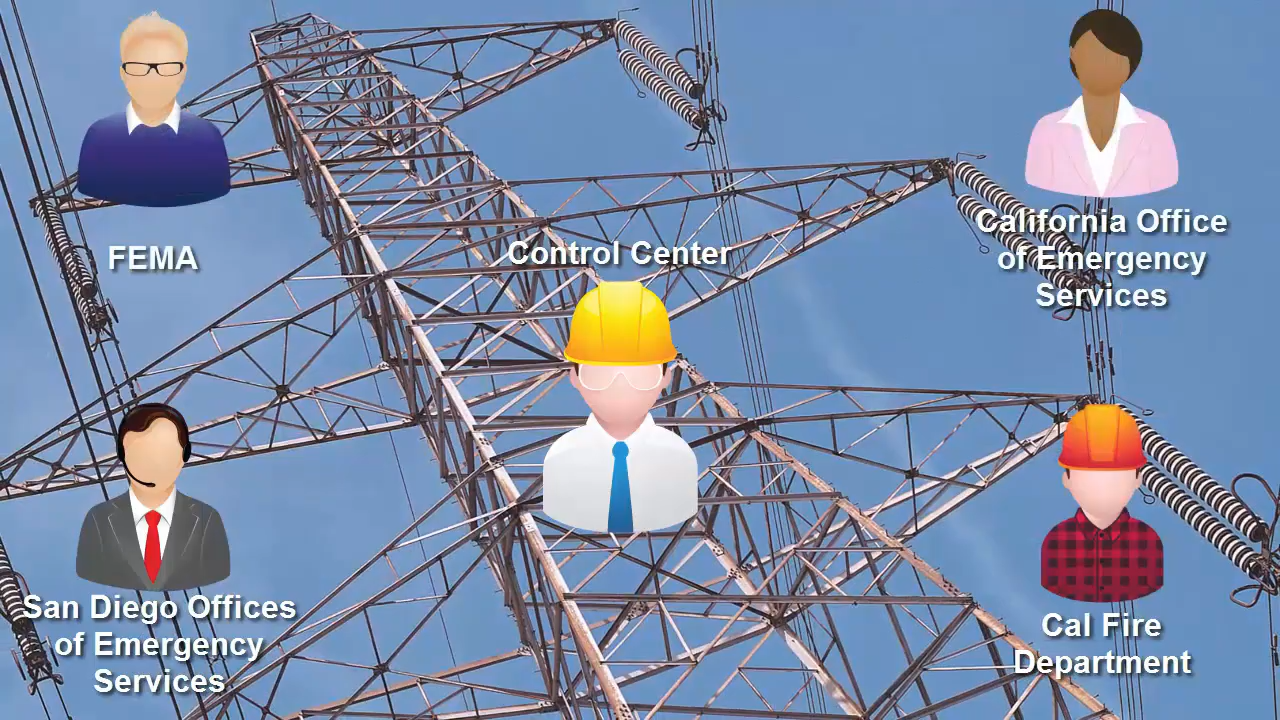 FEMA
Control Center
California Office
of Emergency
Services
San Diego Offices
of Emergency
Services
Cal Fire
Department